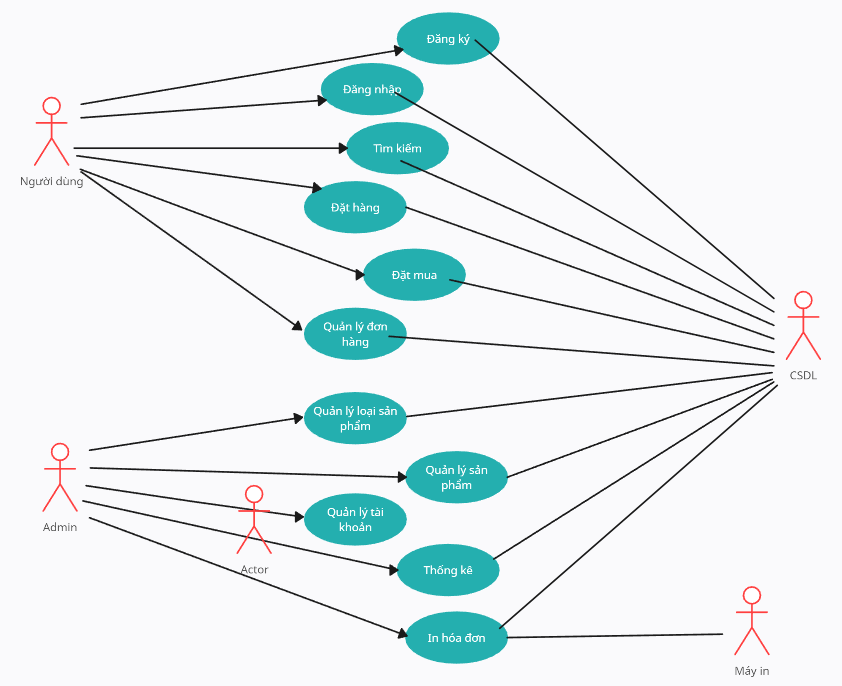 Đăng ký
Đăng nhập
Tìm kiếm
Người dùng
Đặt hàng
Đặt mua
Quản lý đơn
hàng
CSDL
Quản lý loại sản
phẩm
Quản lý sản
phẩm
Admin
Quản lý tài
khoản
Actor
Thống kê
In hóa đơn
Máy in